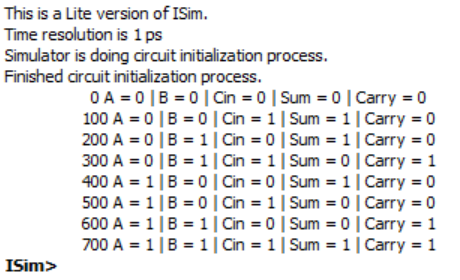 This is a Lite version of ISim.
Time resolution is 1 ps
Simulator is doing circuit initialization process.
Finished circuit initialization process.
0 A = 0 | B = 0 | Cin = 0 | Sum = 0 | Carry = 0
100 A = 0 | B = 0 | Cin = 1 | Sum = 1 | Carry = 0
200 A = 0 | B = 1 | Cin = 0 | Sum = 1 | Carry = 0
300 A = 0 | B = 1 | Cin = 1 | Sum = 0 | Carry = 1
400 A = 1 | B = 0 | Cin = 0 | Sum = 1 | Carry = 0
500 A = 1 | B = 0 | Cin = 1 | Sum = 0 | Carry = 1
600 A = 1 | B = 1 | Cin = 0 | Sum = 0 | Carry = 1
700 A = 1 | B = 1 | Cin = 1 | Sum = 1 | Carry = 1
ISim>